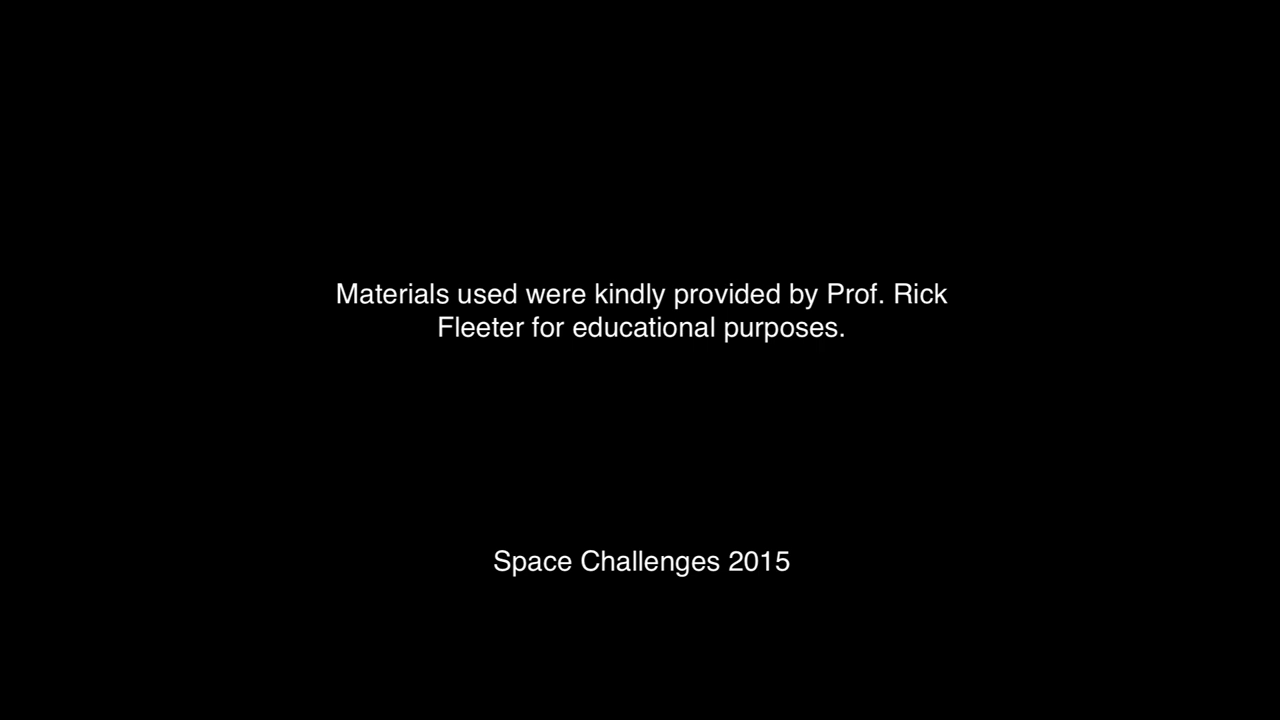 Materials used were kindly provided by Prof. Rick
Fleeter for educational purposes.
Space Challenges 2015